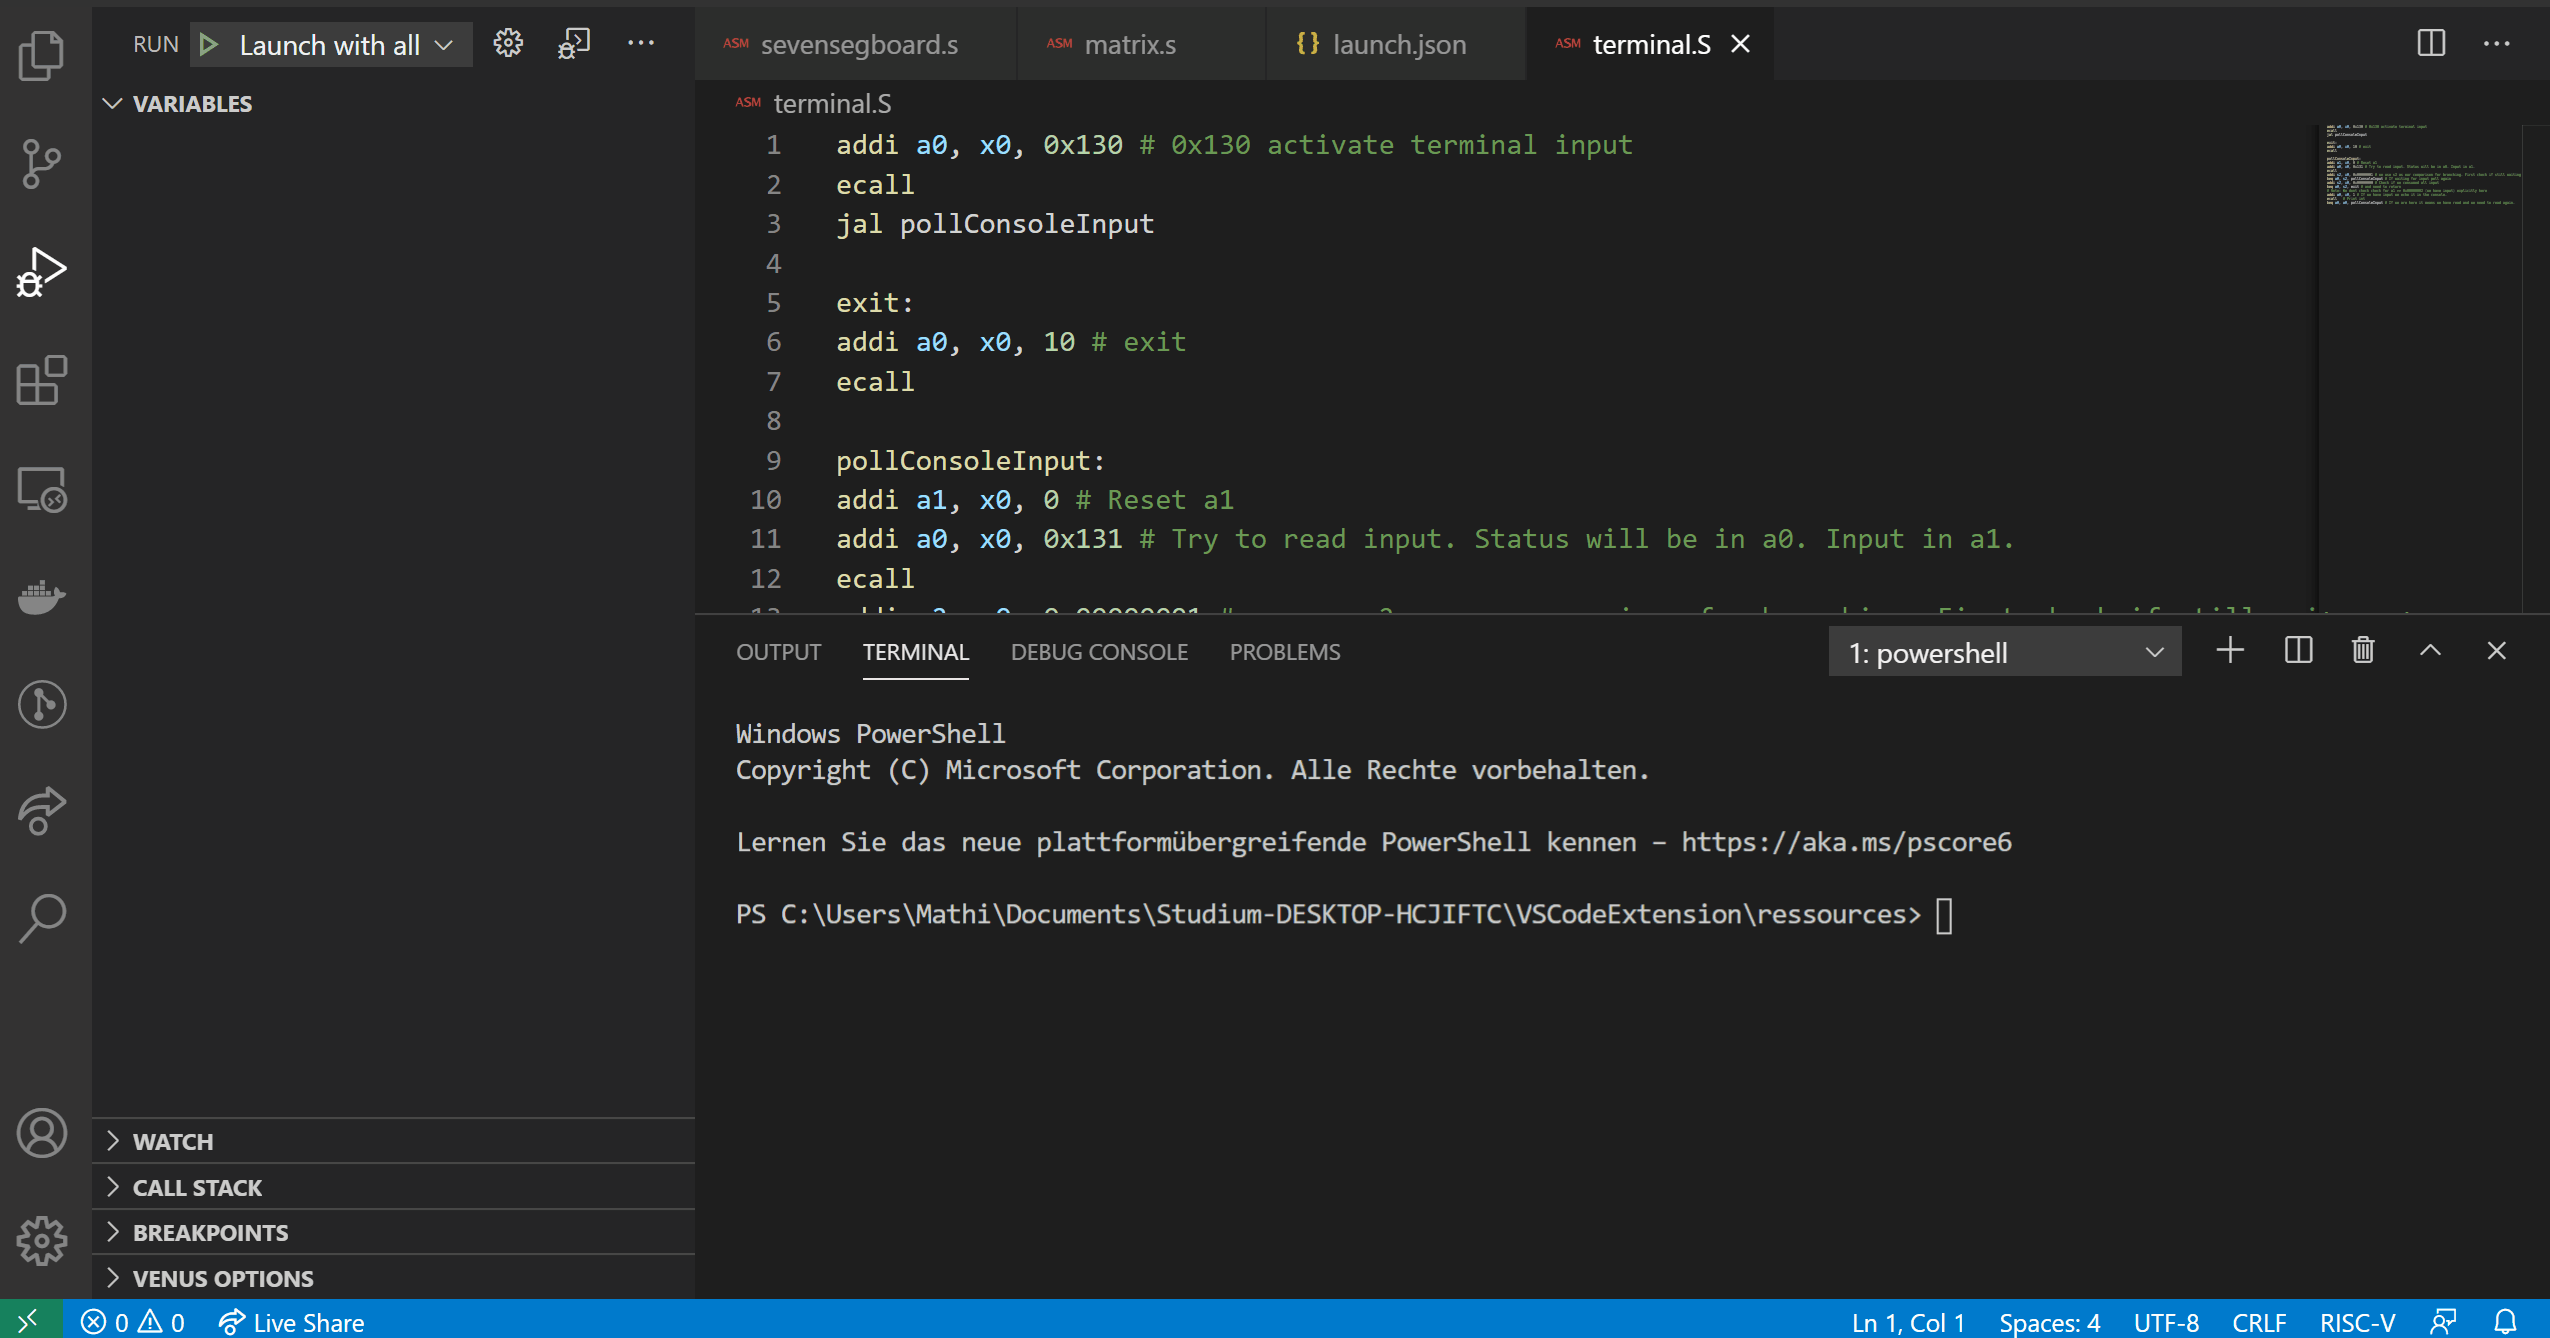 RUN Launch with all
VARIABLES
WATCH
CALL STACK
BREAKPOINTS
VENUS OPTIONS
ASM sevensegboard.s
ASM matrix.s
{} launch.json
ASM terminal.S
ASM terminal.S
1 addi a0, x0, 0x130 # 0x130 activate terminal input
2 ecall
3 jal pollConsoleInput
4
5 exit:
6 addi a0, x0, 10 # exit
7 ecall
8
9 pollConsoleInput:
10 addi a1, x0, 0 # Reset a1
11 addi a0, x0, 0x131 # Try to read input. Status will be in a0. Input in a1.
12 ecall
OUTPUT TERMINAL DEBUG CONSOLE PROBLEMS
1: powershell
Windows PowerShell
Copyright (C) Microsoft Corporation. Alle Rechte vorbehalten.
Lernen Sie das neue plattformübergreifende PowerShell kennen – https://aka.ms/pscore6
PS C:\Users\Mathi\Documents\Studium-DESKTOP-HCJIFTC\VSCodeExtension\ressources>
0 0 Live Share
Ln 1, Col 1 Spaces: 4 UTF-8 CRLF RISC-V